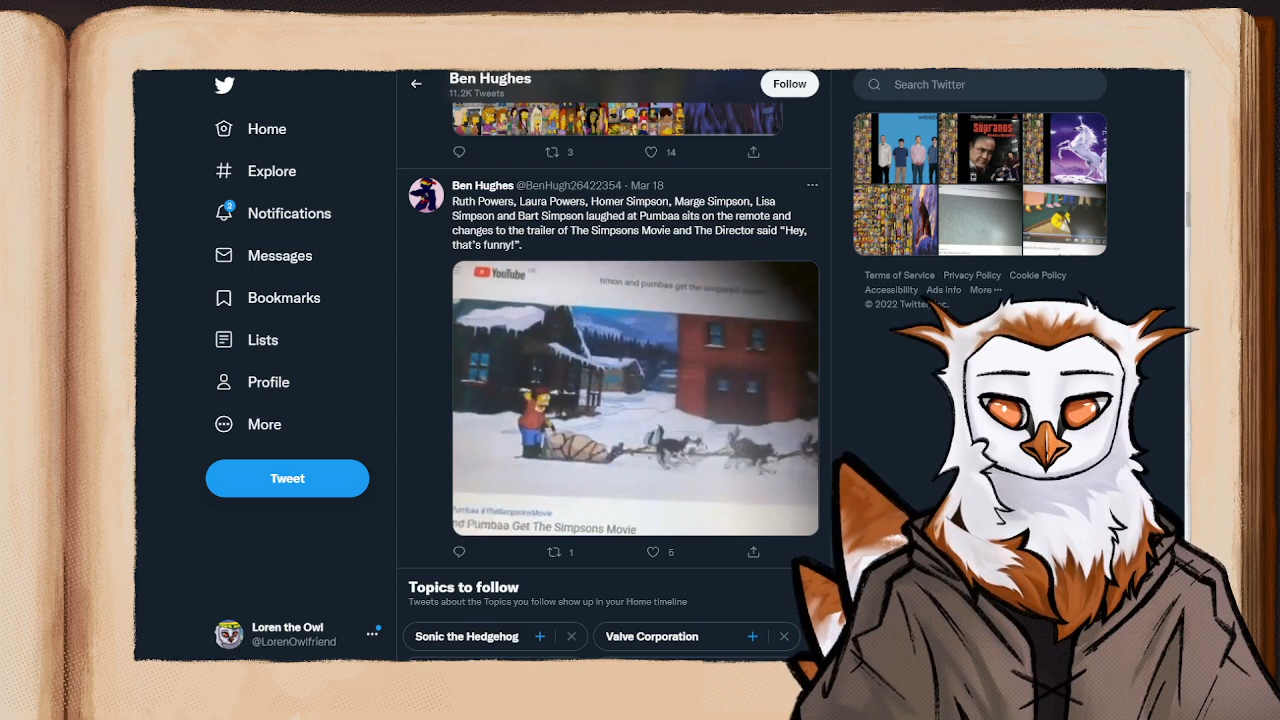 Home
Explore
2
Notifications
Messages
Bookmarks
Lists
Profile
More
Tweet
Loren the Owl
@LorenOwlfriend
Ben Hughes
11.2K Tweets
Follow
3
14
Ben Hughes @BenHugh26422354 · Mar 18
Ruth Powers, Laura Powers, Homer Simpson, Marge Simpson, Lisa
Simpson and Bart Simpson laughed at Pumbaa sits on the remote and
changes to the trailer of The Simpsons Movie and The Director said “Hey,
that’s funny!”.
YouTube
timon and pumbaa get the simpsons
#TheSimpsonsMovie
Pumbaa Get The Simpsons Movie
1
5
Topics to follow
Tweets about the Topics you follow show up in your Home timeline
Sonic the Hedgehog
Valve Corporation
Search Twitter
Sopranos
Terms of Service Privacy Policy Cookie Policy
Accessibility Ads info More
© 2022 Twitter